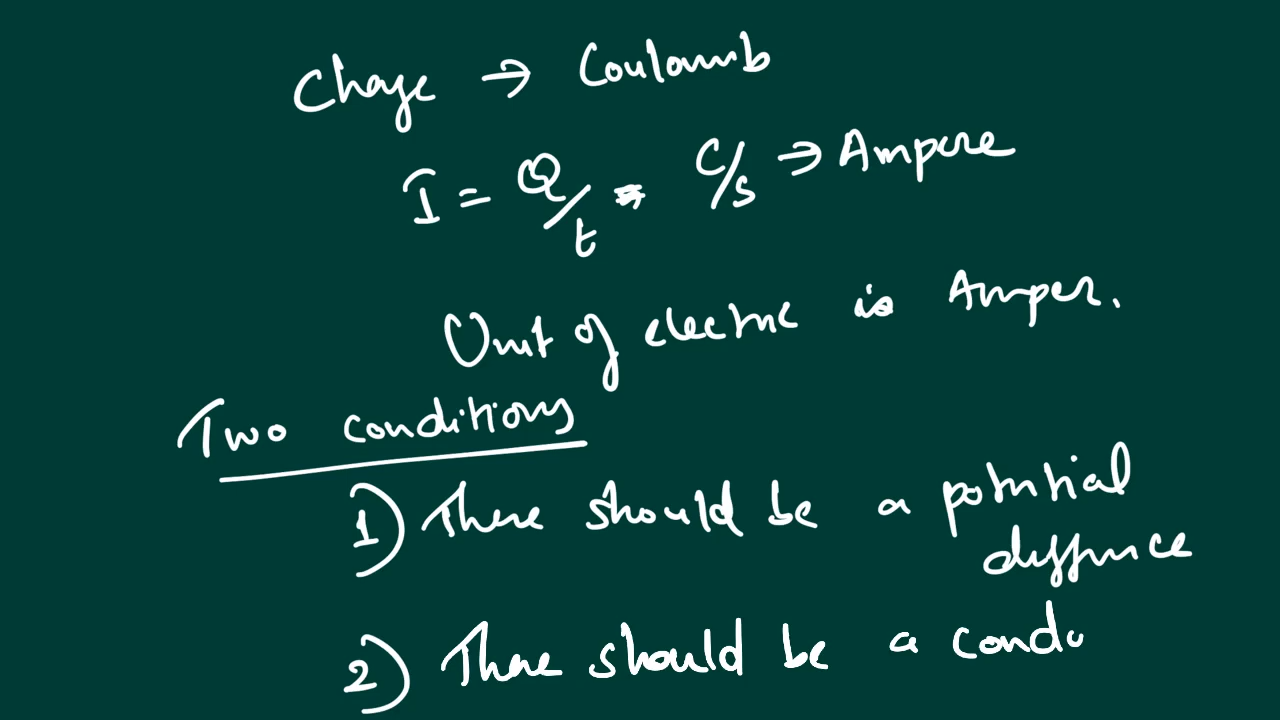 Charge → Coulomb
I = Q/t = C/s → Ampere
Unit of electric is Amper.
Two conditions
1) There should be a potential
difference
2) There should be a condu